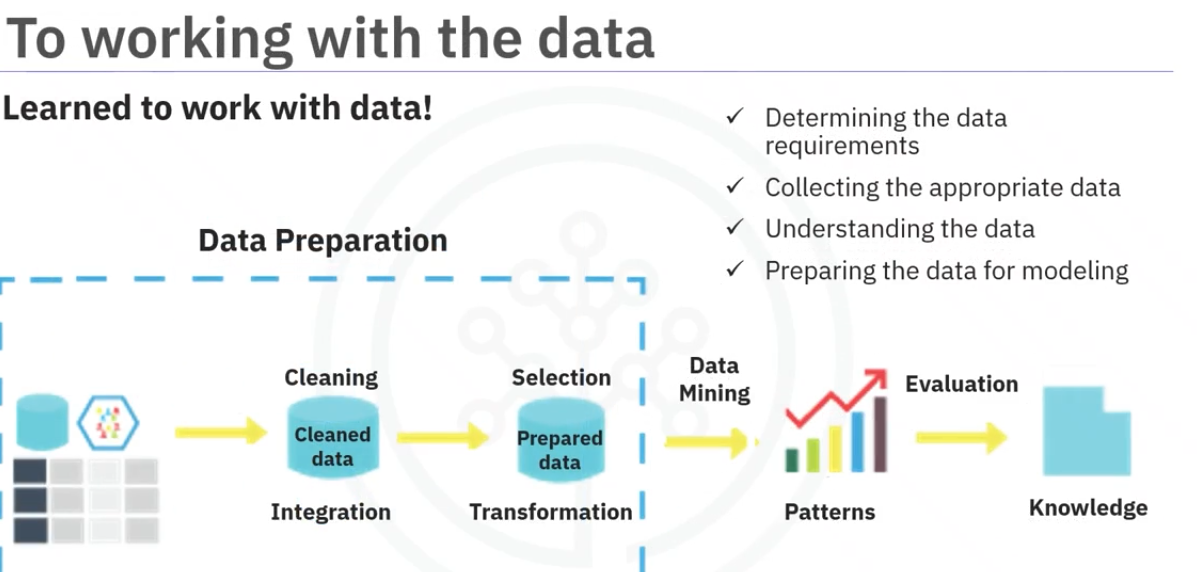 To working with the data
Learned to work with data!
✓ Determining the data
requirements
✓ Collecting the appropriate data
✓ Understanding the data
✓ Preparing the data for modeling
Data Preparation
Cleaning
Cleaned
data
Integration
Selection
Prepared
data
Transformation
Data
Mining
Patterns
Evaluation
Knowledge